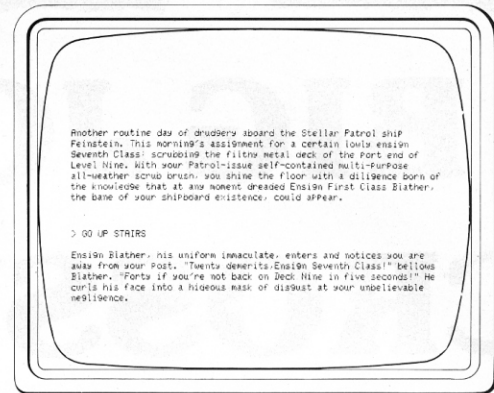 Another routine day of drudgery aboard the Stellar Patrol ship
Feinstein. This morning's assignment for a certain lowly ensign
Seventh Class: scrubbing the filthy metal deck of the port end of
Level Nine. With your Patrol-issue self-contained multi-purpose
all-weather scrub brush, you shine the floor with a diligence born of
the knowledge that at any moment dreaded Ensign First Class Blather,
the bane of your shipboard existence, could appear.
> GO UP STAIRS
Ensign Blather, his uniform immaculate, enters and notices you are
away from your post. "Twenty demerits, Ensign Seventh Class!" bellows
Blather. "Forty if you're not back on Deck Nine in five seconds!" He
curls his face into a hideous mask of disgust at your unbelievable
negligence.